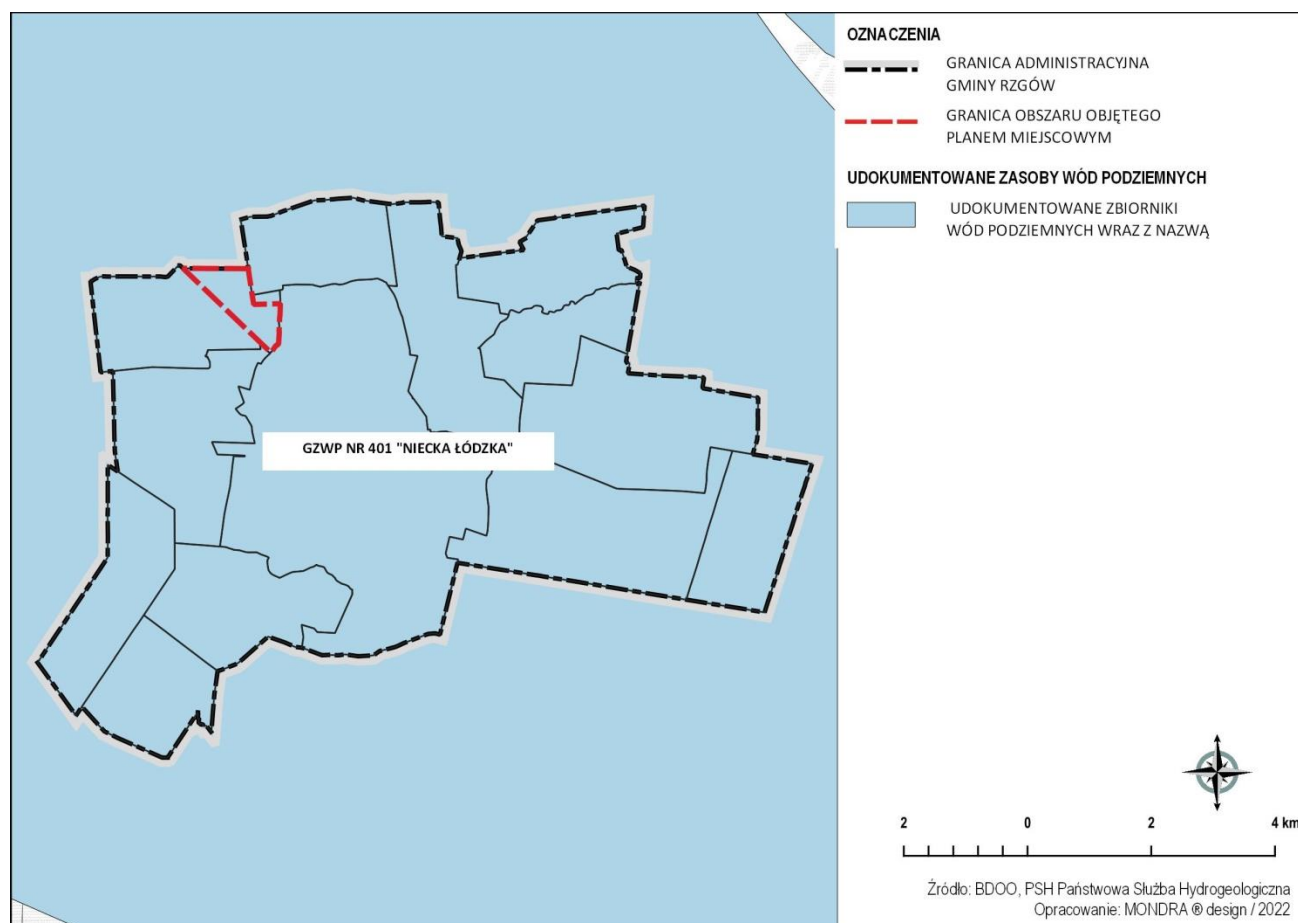 OZNACZENIA
GRANICA ADMINISTRACYJNA
GMINY RZGÓW
GRANICA OBSZARU OBJĘTEGO
PLANEM MIEJSCOWYM
UDOKUMENTOWANE ZASOBY WÓD PODZIEMNYCH
UDOKUMENTOWANE ZBIORNIKI
WÓD PODZIEMNYCH WRAZ Z NAZWĄ
GZWP NR 401 "NIECKA ŁÓDZKA"
2 0 2 4 km
Źródło: BDOO, PSH Państwowa Służba Hydrogeologiczna
Opracowanie: MONDRA ® design / 2022